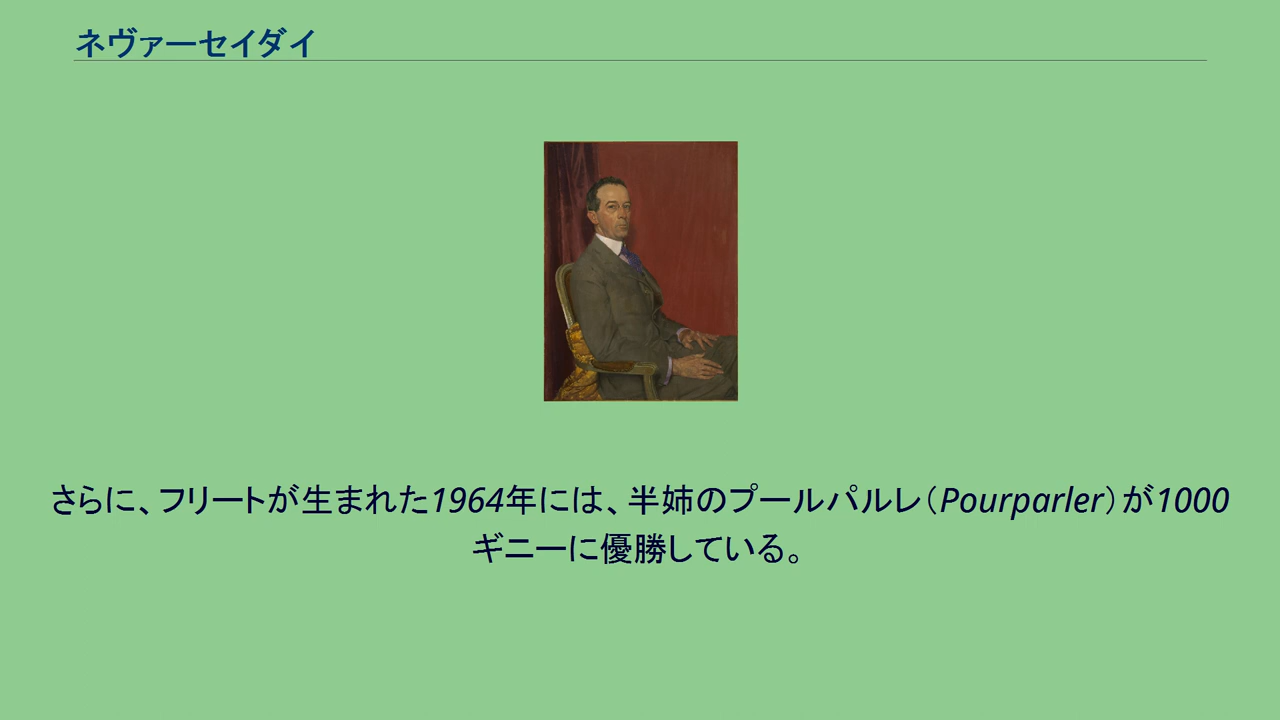 ネヴァーセイダイ
さらに、フリートが生まれた1964年には、半姉のプールパルレ（Pourparler）が1000
ギニーに優勝している。